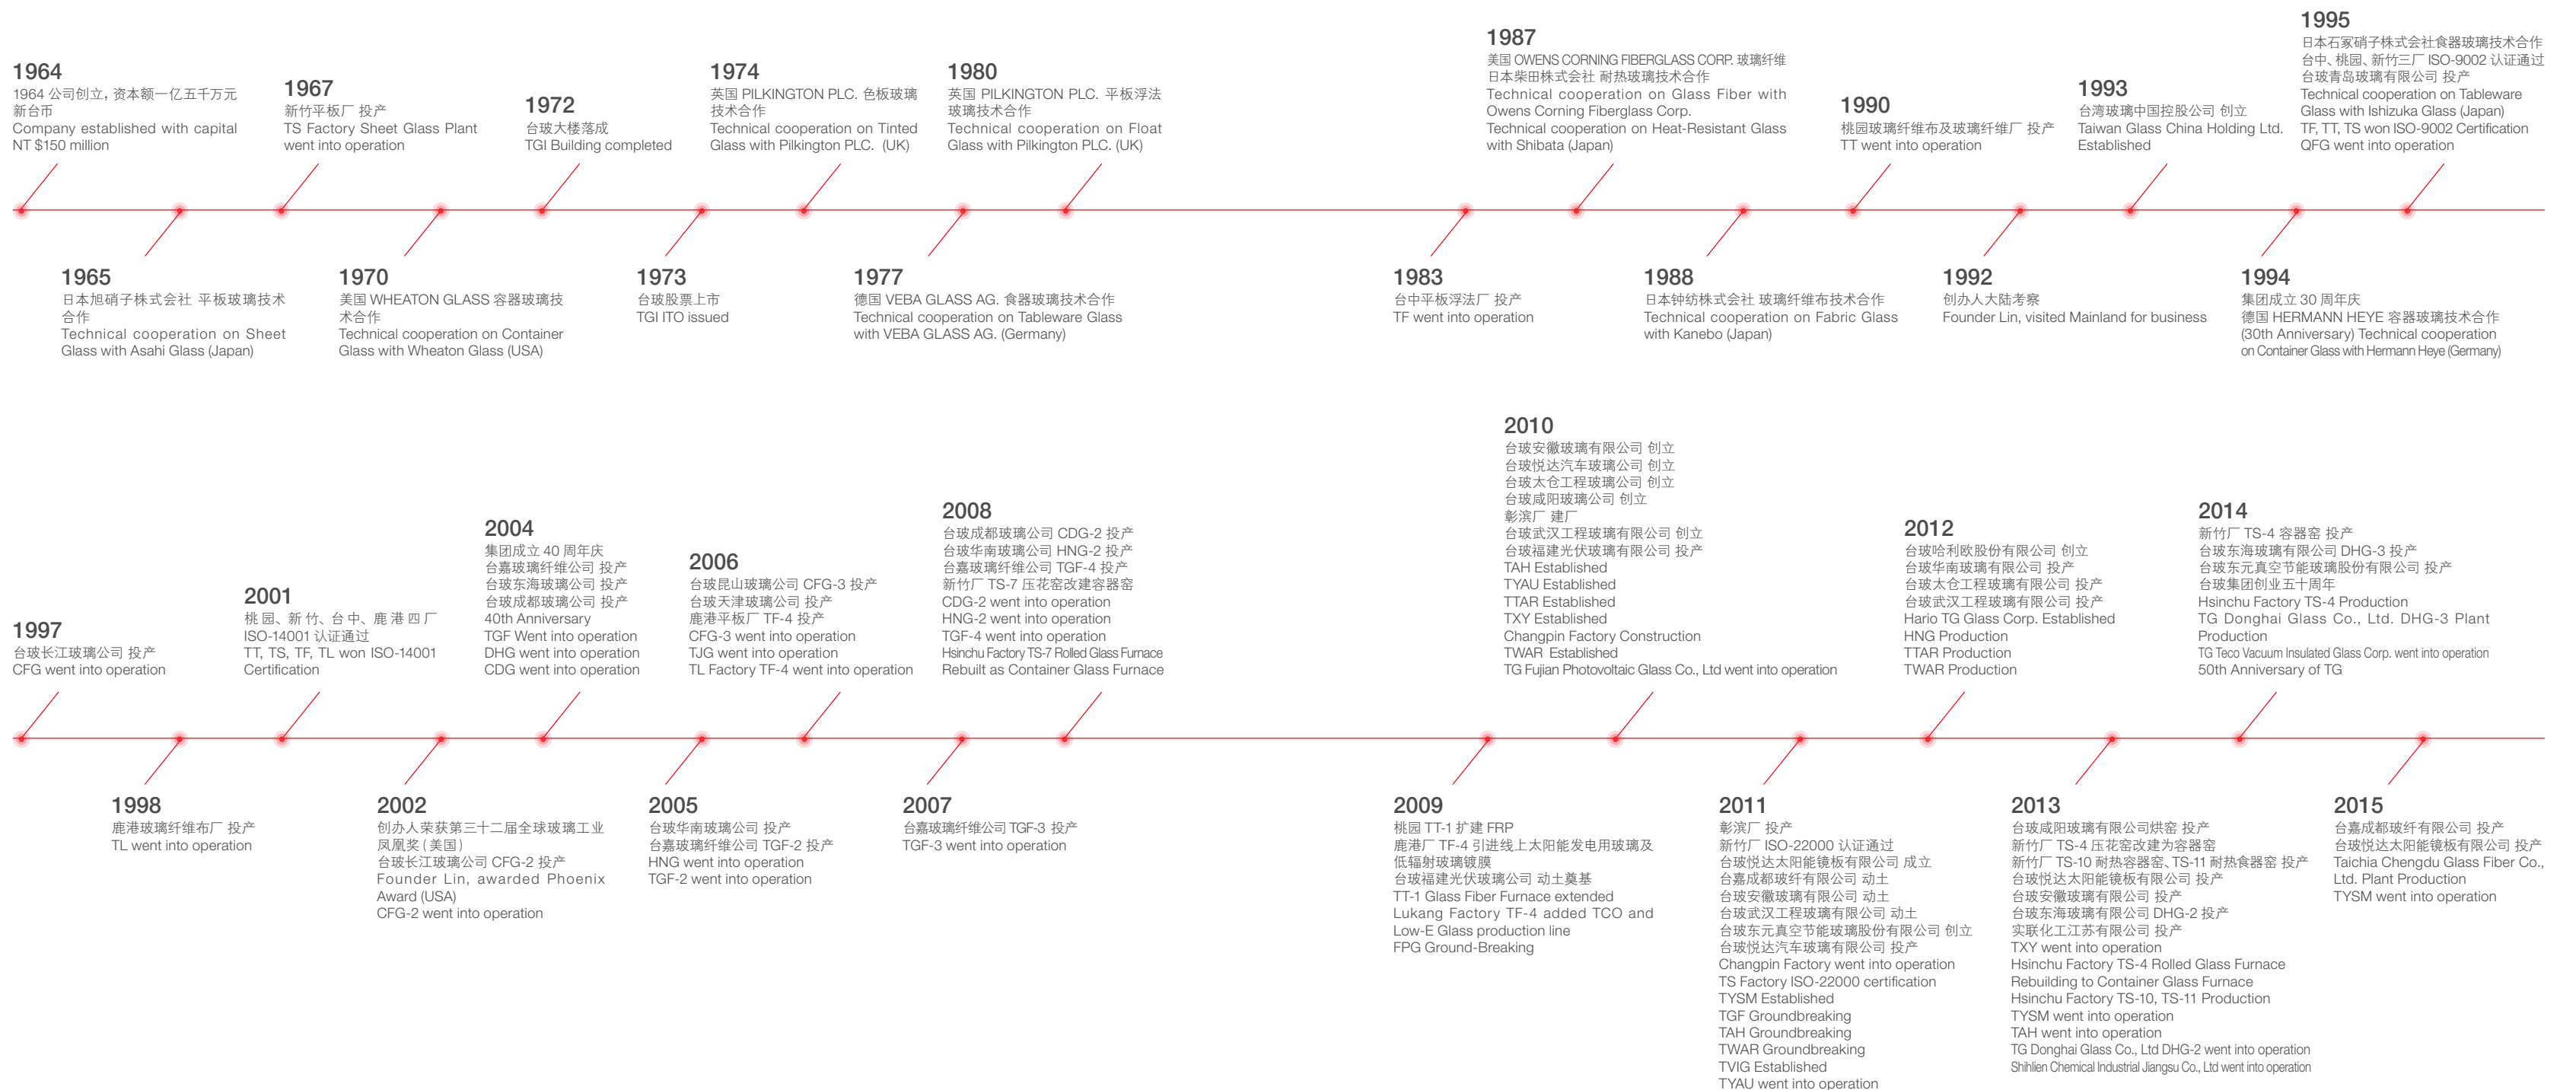 1964
1964 公司创立，资本额一亿五千万元
新台币
Company established with capital
NT $150 million
1965
日本旭硝子株式会社 平板玻璃技术
合作
Technical cooperation on Sheet
Glass with Asahi Glass (Japan)
1967
新竹平板厂 投产
TS Factory Sheet Glass Plant
went into operation
1970
美国 WHEATON GLASS 容器玻璃技
术合作
Technical cooperation on Container
Glass with Wheaton Glass (USA)
1972
台玻大楼落成
TGI Building completed
1973
台玻股票上市
TGI ITO issued
1974
英国 PILKINGTON PLC. 色板玻璃
技术合作
Technical cooperation on Tinted
Glass with Pilkington PLC. (UK)
1977
德国 VEBA GLASS AG. 食器玻璃技术合作
Technical cooperation on Tableware Glass
with VEBA GLASS AG. (Germany)
1980
英国 PILKINGTON PLC. 平板浮法
玻璃技术合作
Technical cooperation on Float
Glass with Pilkington PLC. (UK)
1983
台中平板浮法厂 投产
TF went into operation
1987
美国 OWENS CORNING FIBERGLASS CORP. 玻璃纤维
日本柴田株式会社 耐热玻璃技术合作
Technical cooperation on Glass Fiber with
Owens Corning Fiberglass Corp.
Technical cooperation on Heat-Resistant Glass
with Shibata (Japan)
1988
日本钟纺株式会社 玻璃纤维布技术合作
Technical cooperation on Fabric Glass
with Kanebo (Japan)
1990
桃园玻璃纤维布及玻璃纤维厂 投产
TT went into operation
1992
创办人大陆考察
Founder Lin, visited Mainland for business
1993
台湾玻璃中国控股公司 创立
Taiwan Glass China Holding Ltd.
Established
1994
集团成立 30 周年庆
德国 HERMANN HEYE 容器玻璃技术合作
(30th Anniversary) Technical cooperation
on Container Glass with Hermann Heye (Germany)
1995
日本石冢硝子株式会社食器玻璃技术合作
台中、桃园、新竹三厂 ISO-9002 认证通过
台玻青岛玻璃有限公司 投产
Technical cooperation on Tableware
Glass with Ishizuka Glass (Japan)
TF, TT, TS won ISO-9002 Certification
QFG went into operation
1997
台玻长江玻璃公司 投产
CFG went into operation
1998
鹿港玻璃纤维布厂 投产
TL went into operation
2001
桃园、新竹、台中、鹿港四厂
ISO-14001 认证通过
TT, TS, TF, TL won ISO-14001
Certification
2002
创办人荣获第三十二届全球玻璃工业
凤凰奖 ( 美国 )
台玻长江玻璃公司 CFG-2 投产
Founder Lin, awarded Phoenix
Award (USA)
CFG-2 went into operation
2004
集团成立 40 周年庆
台嘉玻璃纤维公司 投产
台玻东海玻璃公司 投产
台玻成都玻璃公司 投产
40th Anniversary
TGF Went into operation
DHG went into operation
CDG went into operation
2005
台玻华南玻璃公司 投产
台嘉玻璃纤维公司 TGF-2 投产
HNG went into operation
TGF-2 went into operation
2006
台玻昆山玻璃公司 CFG-3 投产
台玻天津玻璃公司 投产
鹿港平板厂 TF-4 投产
CFG-3 went into operation
TJG went into operation
TL Factory TF-4 went into operation
2007
台嘉玻璃纤维公司 TGF-3 投产
TGF-3 went into operation
2008
台玻成都玻璃公司 CDG-2 投产
台玻华南玻璃公司 HNG-2 投产
台嘉玻璃纤维公司 TGF-4 投产
新竹厂 TS-7 压花窑改建容器窑
CDG-2 went into operation
HNG-2 went into operation
TGF-4 went into operation
Hsinchu Factory TS-7 Rolled Glass Furnace
Rebuilt as Container Glass Furnace
2009
桃园 TT-1 扩建 FRP
鹿港厂 TF-4 引进线上太阳能发电用玻璃及
低辐射玻璃镀膜
台玻福建光伏玻璃公司 动土奠基
TT-1 Glass Fiber Furnace extended
Lukang Factory TF-4 added TCO and
Low-E Glass production line
FPG Ground-Breaking
2010
台玻安徽玻璃有限公司 创立
台玻悦达汽车玻璃公司 创立
台玻太仓工程玻璃公司 创立
台玻咸阳玻璃公司 创立
彰滨厂 建厂
台玻武汉工程玻璃有限公司 创立
台玻福建光伏玻璃有限公司 投产
TAH Established
TYAU Established
TTAR Established
TXY Established
Changpin Factory Construction
TWAR Established
TG Fujian Photovoltaic Glass Co., Ltd went into operation
2011
彰滨厂 投产
新竹厂 ISO-22000 认证通过
台玻悦达太阳能镜板有限公司 成立
台嘉成都玻纤有限公司 动土
台玻安徽玻璃有限公司 动土
台玻武汉工程玻璃有限公司 动土
台玻东元真空节能玻璃股份有限公司 创立
台玻悦达汽车玻璃有限公司 投产
Changpin Factory went into operation
TS Factory ISO-22000 certification
TYSM Established
TGF Groundbreaking
TAH Groundbreaking
TWAR Groundbreaking
TVIG Established
TYAU went into operation
2012
台玻哈利欧股份有限公司 创立
台玻华南玻璃有限公司 投产
台玻太仓工程玻璃有限公司 投产
台玻武汉工程玻璃有限公司 投产
Hario TG Glass Corp. Established
HNG Production
TTAR Production
TWAR Production
2013
台玻咸阳玻璃有限公司烘窑 投产
新竹厂 TS-4 压花窑改建为容器窑
新竹厂 TS-10 耐热容器窑、TS-11 耐热食器窑 投产
台玻悦达太阳能镜板有限公司 投产
台玻安徽玻璃有限公司 投产
台玻东海玻璃有限公司 DHG-2 投产
实联化工江苏有限公司 投产
TXY went into operation
Hsinchu Factory TS-4 Rolled Glass Furnace
Rebuilding to Container Glass Furnace
Hsinchu Factory TS-10, TS-11 Production
TYSM went into operation
TAH went into operation
TG Donghai Glass Co., Ltd DHG-2 went into operation
Shihlien Chemical Industrial Jiangsu Co., Ltd went into operation
2014
新竹厂 TS-4 容器窑 投产
台玻东海玻璃有限公司 DHG-3 投产
台玻东元真空节能玻璃股份有限公司 投产
台玻集团创业五十周年
Hsinchu Factory TS-4 Production
TG Donghai Glass Co., Ltd. DHG-3 Plant
Production
TG Teco Vacuum Insulated Glass Corp. went into operation
50th Anniversary of TG
2015
台嘉成都玻纤有限公司 投产
台玻悦达太阳能镜板有限公司 投产
Taichia Chengdu Glass Fiber Co.,
Ltd. Plant Production
TYSM went into operation